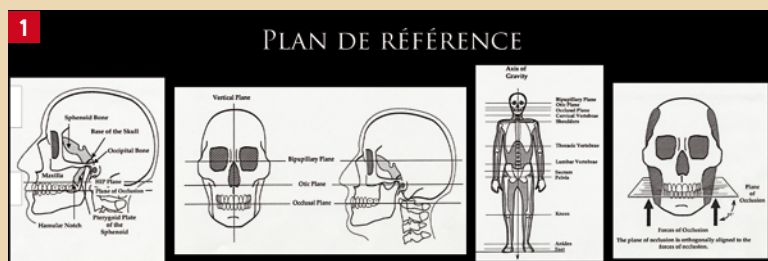 1
PLAN DE RÉFÉRENCE
Sphenoid Bone
Base of the Skull
Occipital Bone
Maxilla
HIP Plane
Plane of Occlusion
Hamular Notch
Pterygoid Plate
of the
Sphenoid
Vertical Plane
Bipupillary Plane
Otic Plane
Occlusal Plane
Axis of
Gravity
Bipupillary Plane
Otic Plane
Occlusal Plane
Cervical Vertebrae
Shoulders
Thoracic Vertebrae
Lumbar Vertebrae
Sacrum
Pelvis
Knees
Ankles
Feet
Plane
of
Occlusion
Forces of Occlusion
The plane of occlusion is orthogonally aligned to the
forces of occlusion.